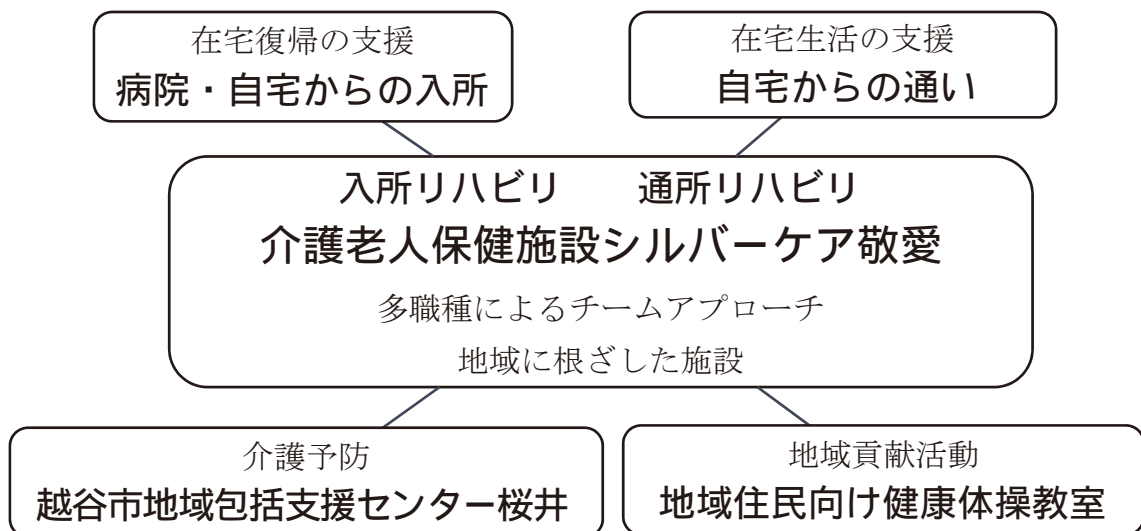 在宅復帰の支援
病院・自宅からの入所
在宅生活の支援
自宅からの通い
入所リハビリ　通所リハビリ
介護老人保健施設シルバーケア敬愛
多職種によるチームアプローチ
地域に根ざした施設
介護予防
越谷市地域包括支援センター桜井
地域貢献活動
地域住民向け健康体操教室